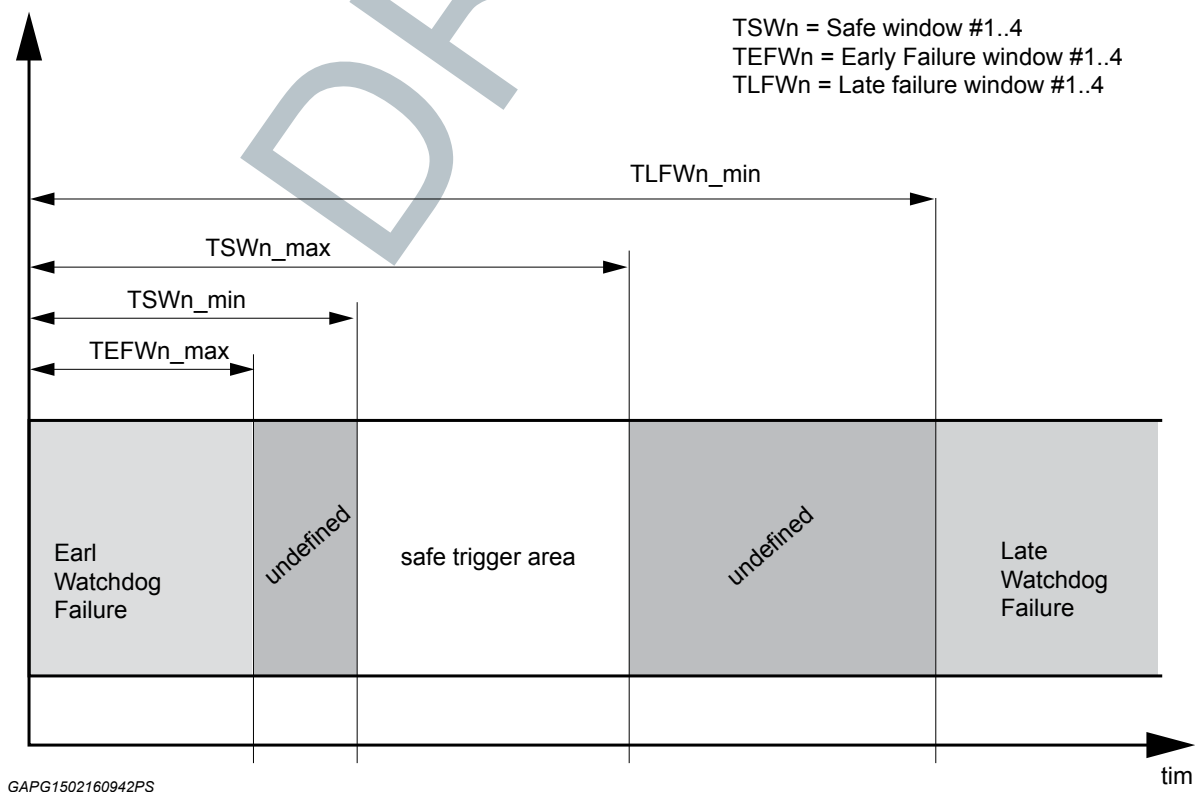 TSWn = Safe window #1..4
TEFWn = Early Failure window #1..4
TLFWn = Late failure window #1..4
TLFWn_min
TSWn_max
TSWn_min
TEFWn_max
Earl
Watchdog
Failure
undefined
safe trigger area
undefined
Late
Watchdog
Failure
tim
GAPG1502160942PS